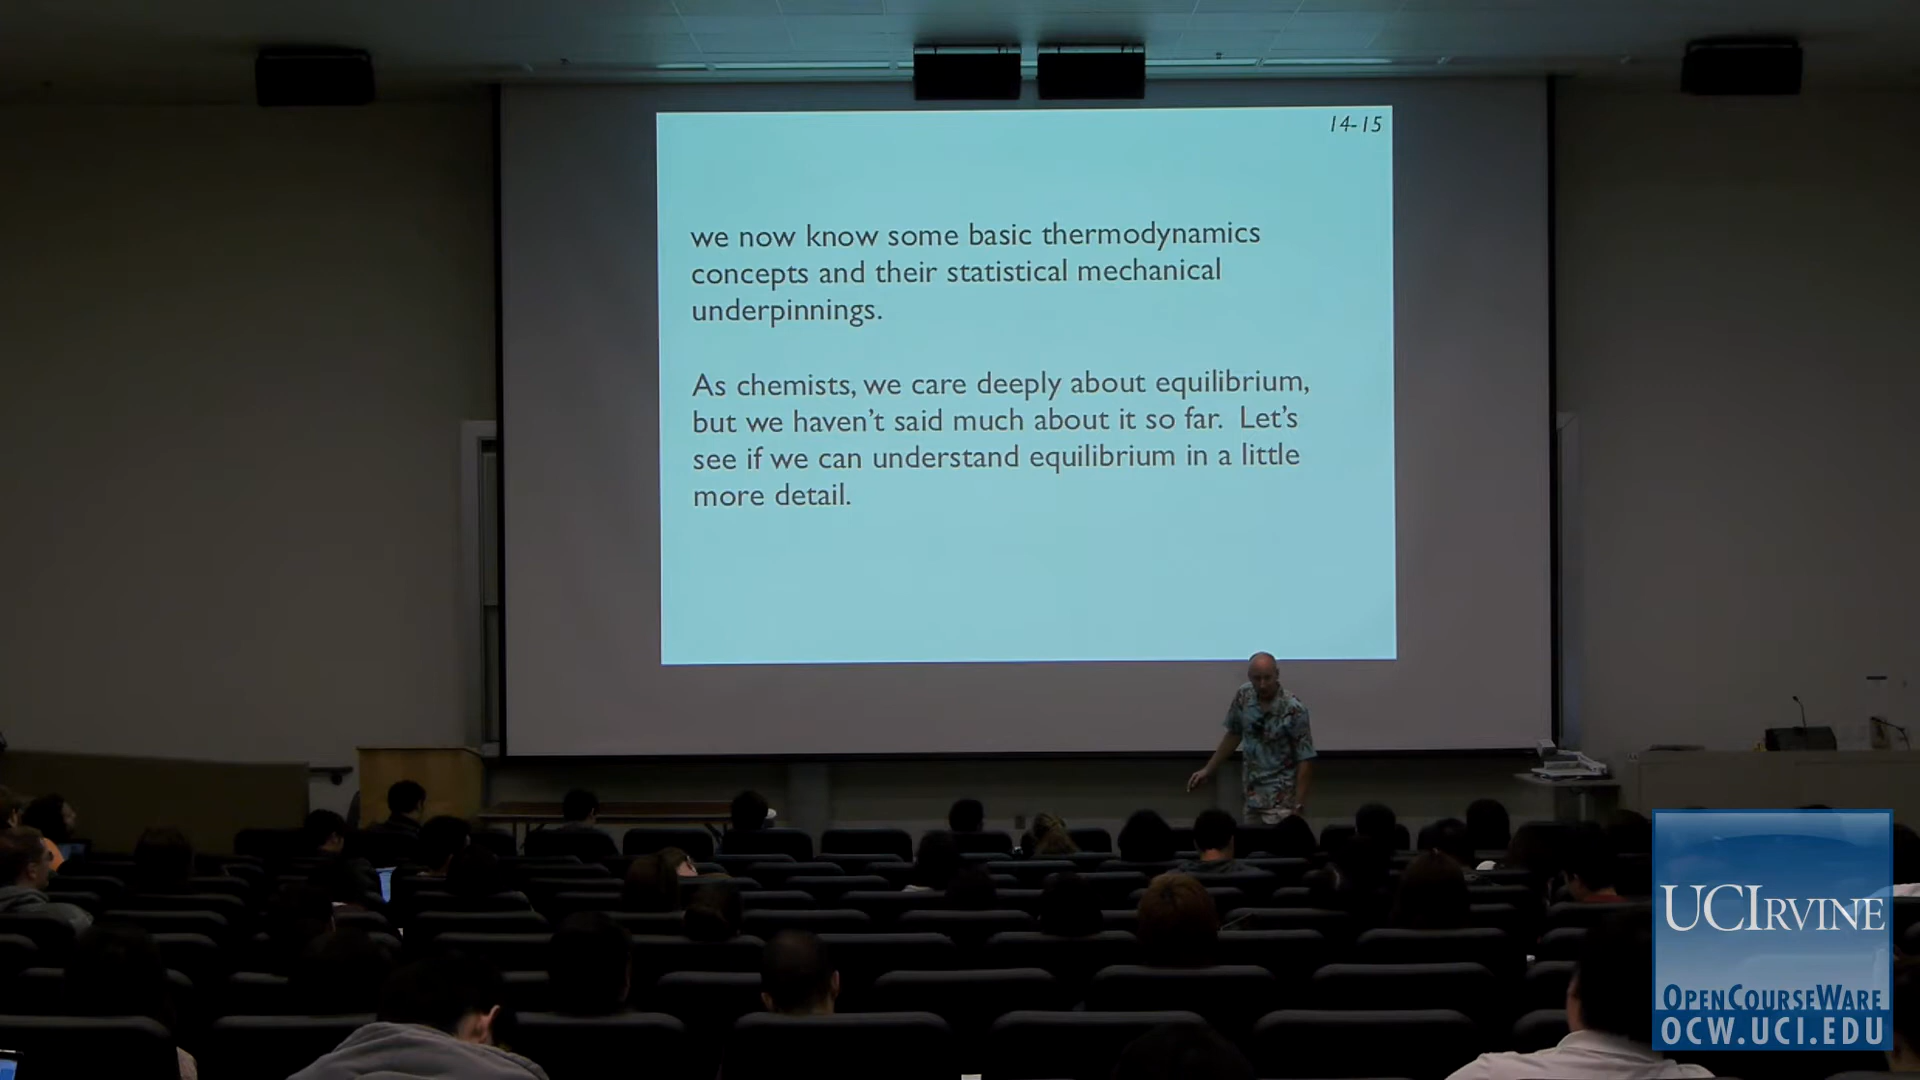 14-15
we now know some basic thermodynamics
concepts and their statistical mechanical
underpinnings.
As chemists, we care deeply about equilibrium,
but we haven't said much about it so far. Let's
see if we can understand equilibrium in a little
more detail.
UCIRVINE
OPENCOURSEWARE
OCW.UCI.EDU